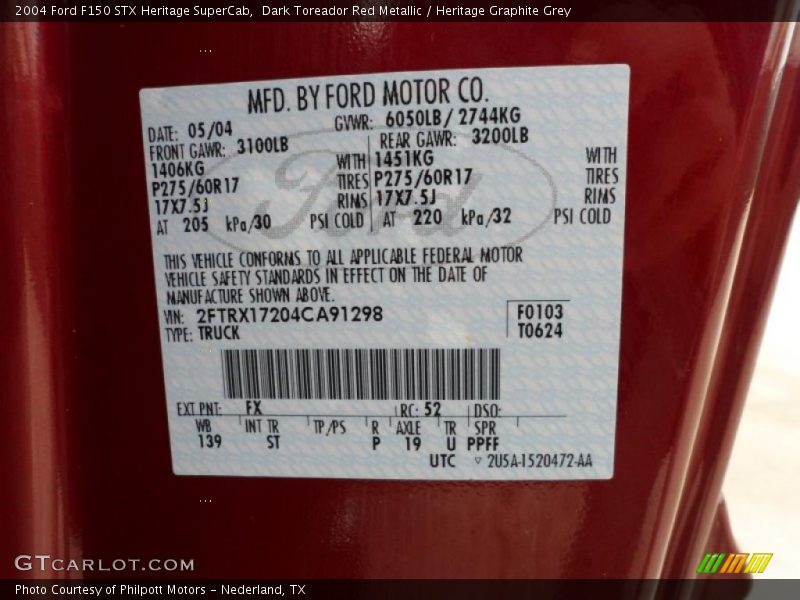 2004 Ford F150 STX Heritage SuperCab,  Dark Toreador Red Metallic / Heritage Graphite Grey
MFD. BY FORD MOTOR CO.
DATE: 05/04 GVWR: 6050LB/ 2744KG
FRONT GAWR: 3100LB REAR GAWR: 3200LB
1406KG WITH 1451KG WITH
P275/60R17 TIRES P275/60R17 TIRES
17X7.5J RIMS 17X7.5J RIMS
AT 205 kPa/30 PSI COLD AT 220 kPa/32 PSI COLD
Ford
THIS VEHICLE CONFORMS TO ALL APPLICABLE FEDERAL MOTOR
VEHICLE SAFETY STANDARDS IN EFFECT ON THE DATE OF
MANUFACTURE SHOWN ABOVE.
VIN: 2FTRX17204CA91298 F0103
TYPE: TRUCK T0624
EXT PNT: FX RC: 52 DSO:
WB INT TR TP/PS R AXLE TR SPR
139 ST P 19 U PPFF
UTC ▽ 2U5A-1520472-AA
GTCARLOT.COM
Photo Courtesy of Philpott Motors - Nederland, TX